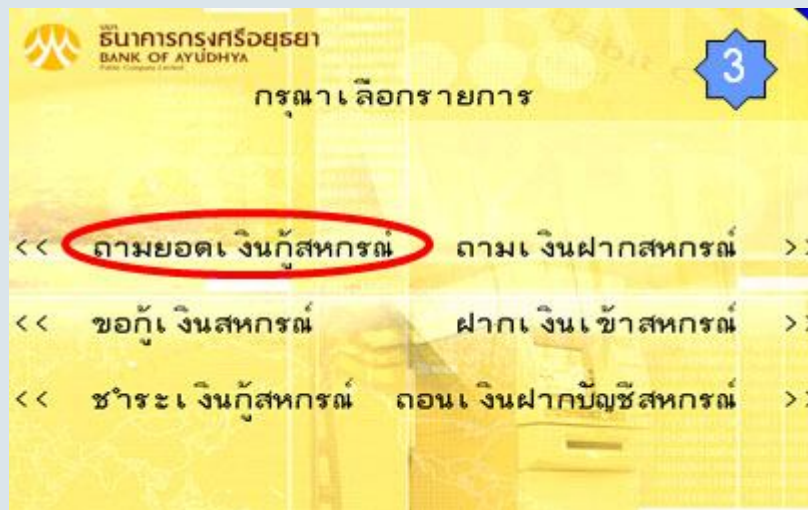 ธนาคารกรุงศรีอยุธยา
BANK OF AYUDHYA
Public Company Limited
3
กรุณาเลือกรายการ
<< ถามยอดเงินกู้สหกรณ์ ถามเงินฝากสหกรณ์ >>
<< ขอกู้เงินสหกรณ์ ฝากเงินเข้าสหกรณ์ >>
<< ชำระเงินกู้สหกรณ์ ถอนเงินฝากบัญชีสหกรณ์ >>